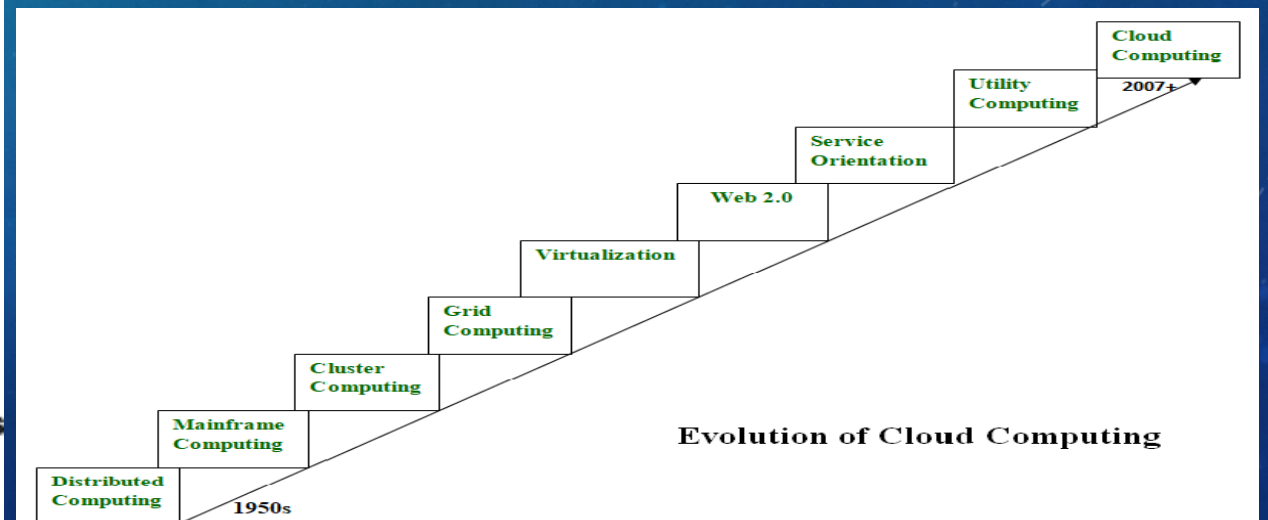 Cloud
Computing
2007+
Utility
Computing
Service
Orientation
Web 2.0
Virtualization
Grid
Computing
Cluster
Computing
Mainframe
Computing
Evolution of Cloud Computing
Distributed
Computing
1950s